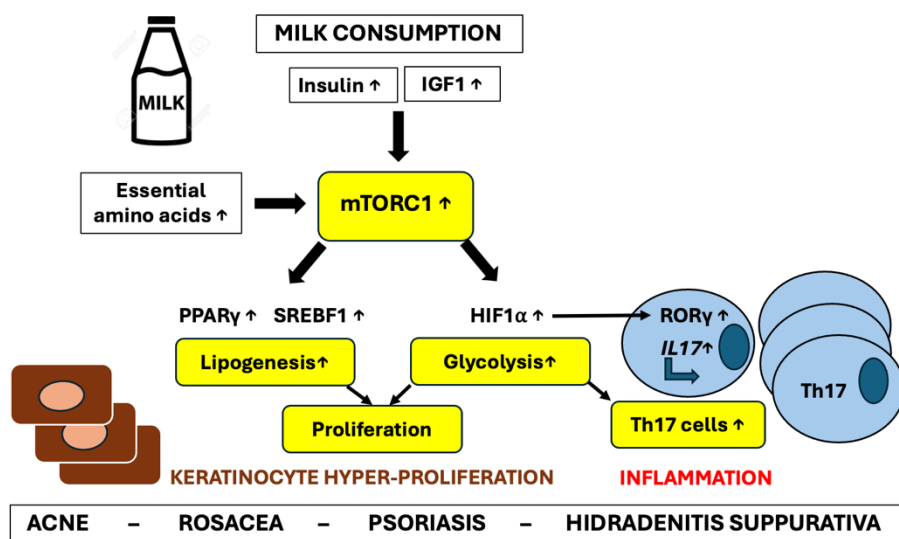 MILK CONSUMPTION
MILK
Insulin ↑
IGF1 ↑
Essential
amino acids ↑
mTORC1 ↑
PPARγ ↑ SREBF1 ↑
HIF1α ↑
RORγ ↑
IL17↑
Lipogenesis↑
Glycolysis↑
Th17
Proliferation
Th17 cells ↑
KERATINOCYTE HYPER-PROLIFERATION
INFLAMMATION
ACNE – ROSACEA – PSORIASIS – HIDRADENITIS SUPPURATIVA